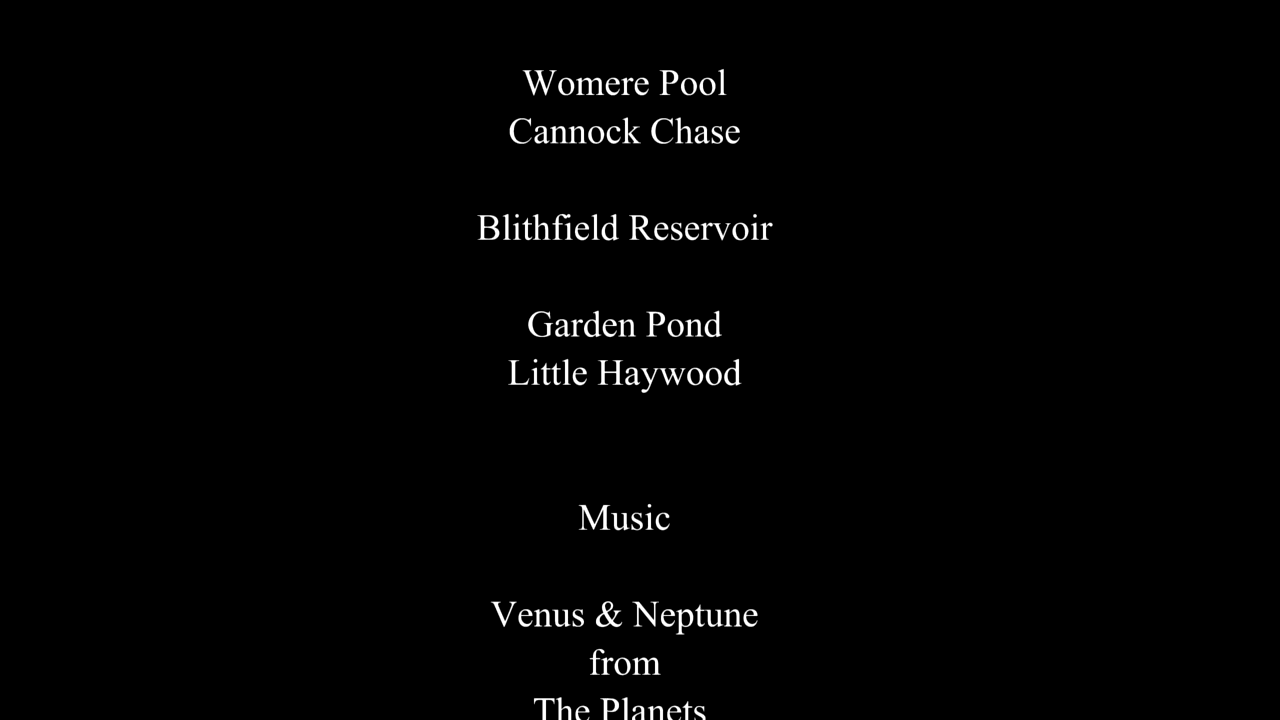 Womere Pool
Cannock Chase
Blithfield Reservoir
Garden Pond
Little Haywood
Music
Venus & Neptune
from
The Planets